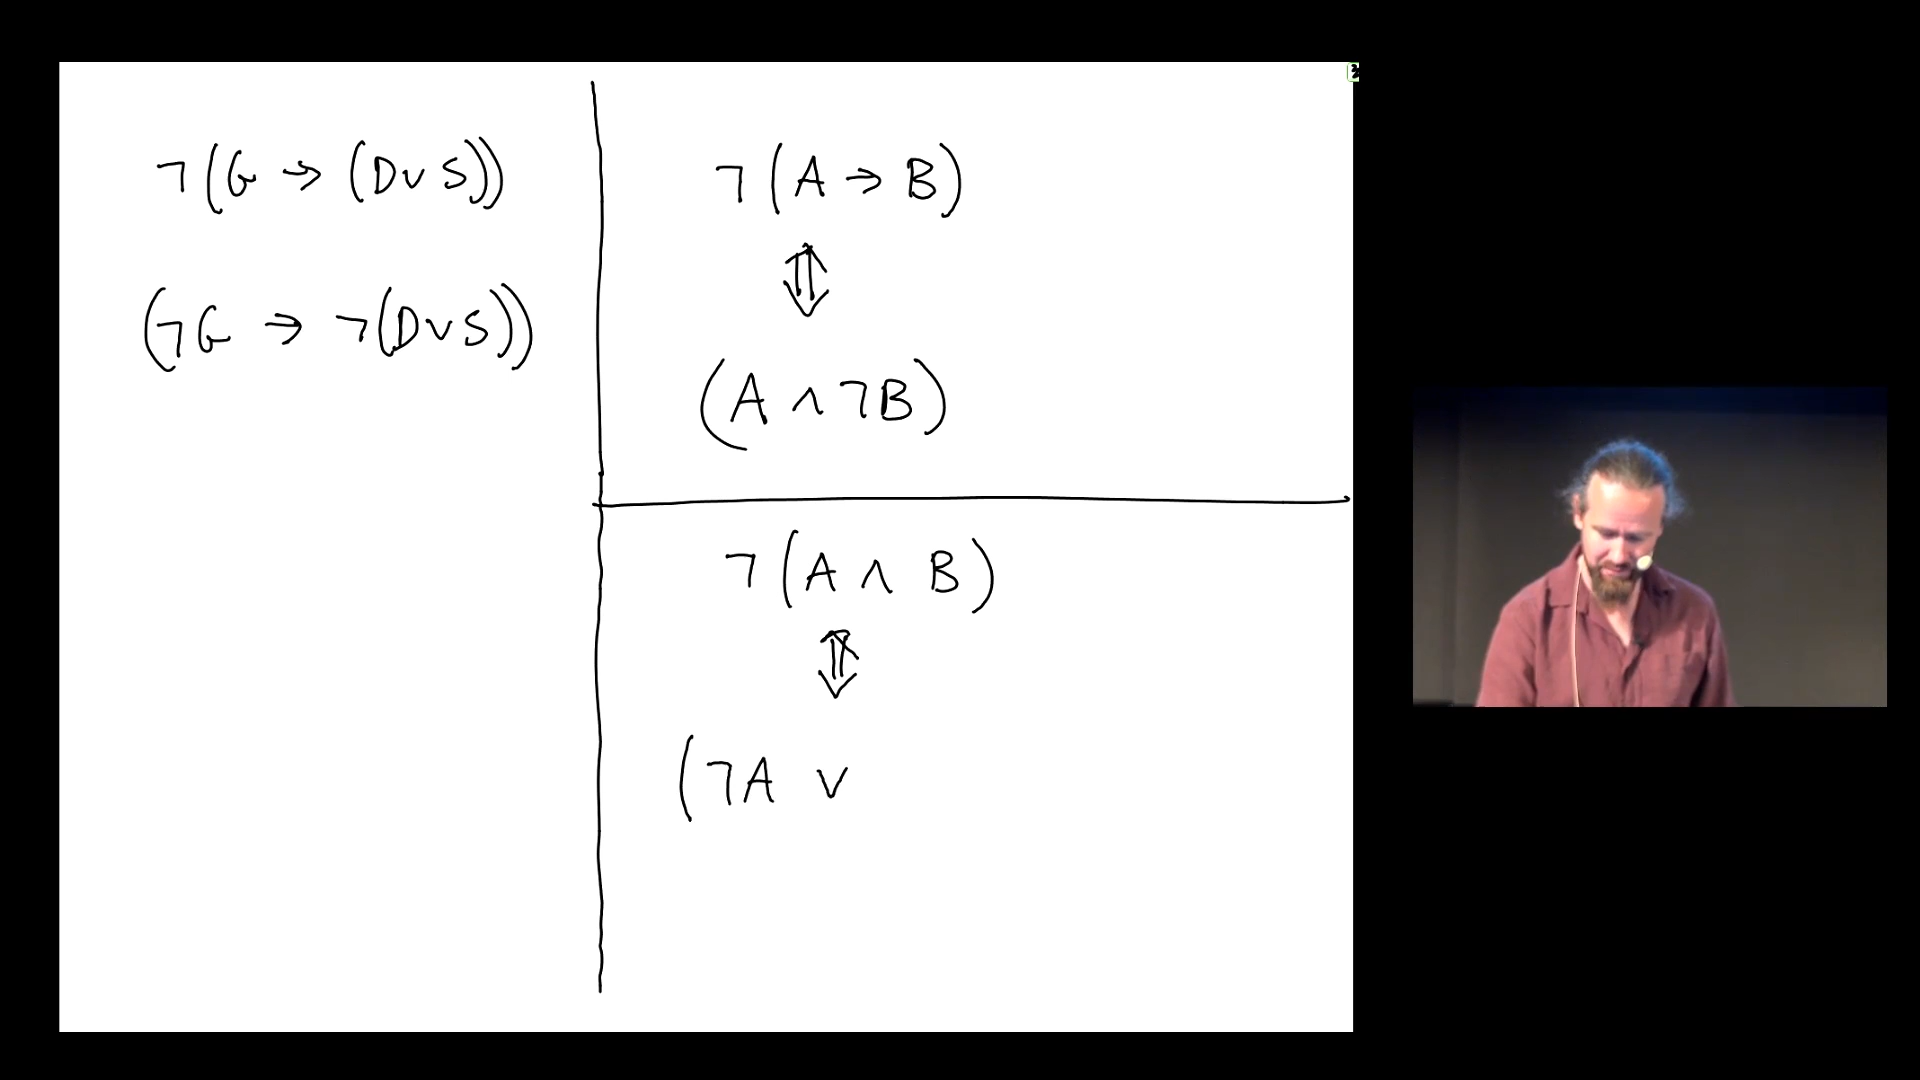 ¬(G → (D∨S))
(¬G → ¬(D∨S))
¬(A → B)
⇕
(A ∧ ¬B)
¬(A ∧ B)
⇕
(¬A ∨